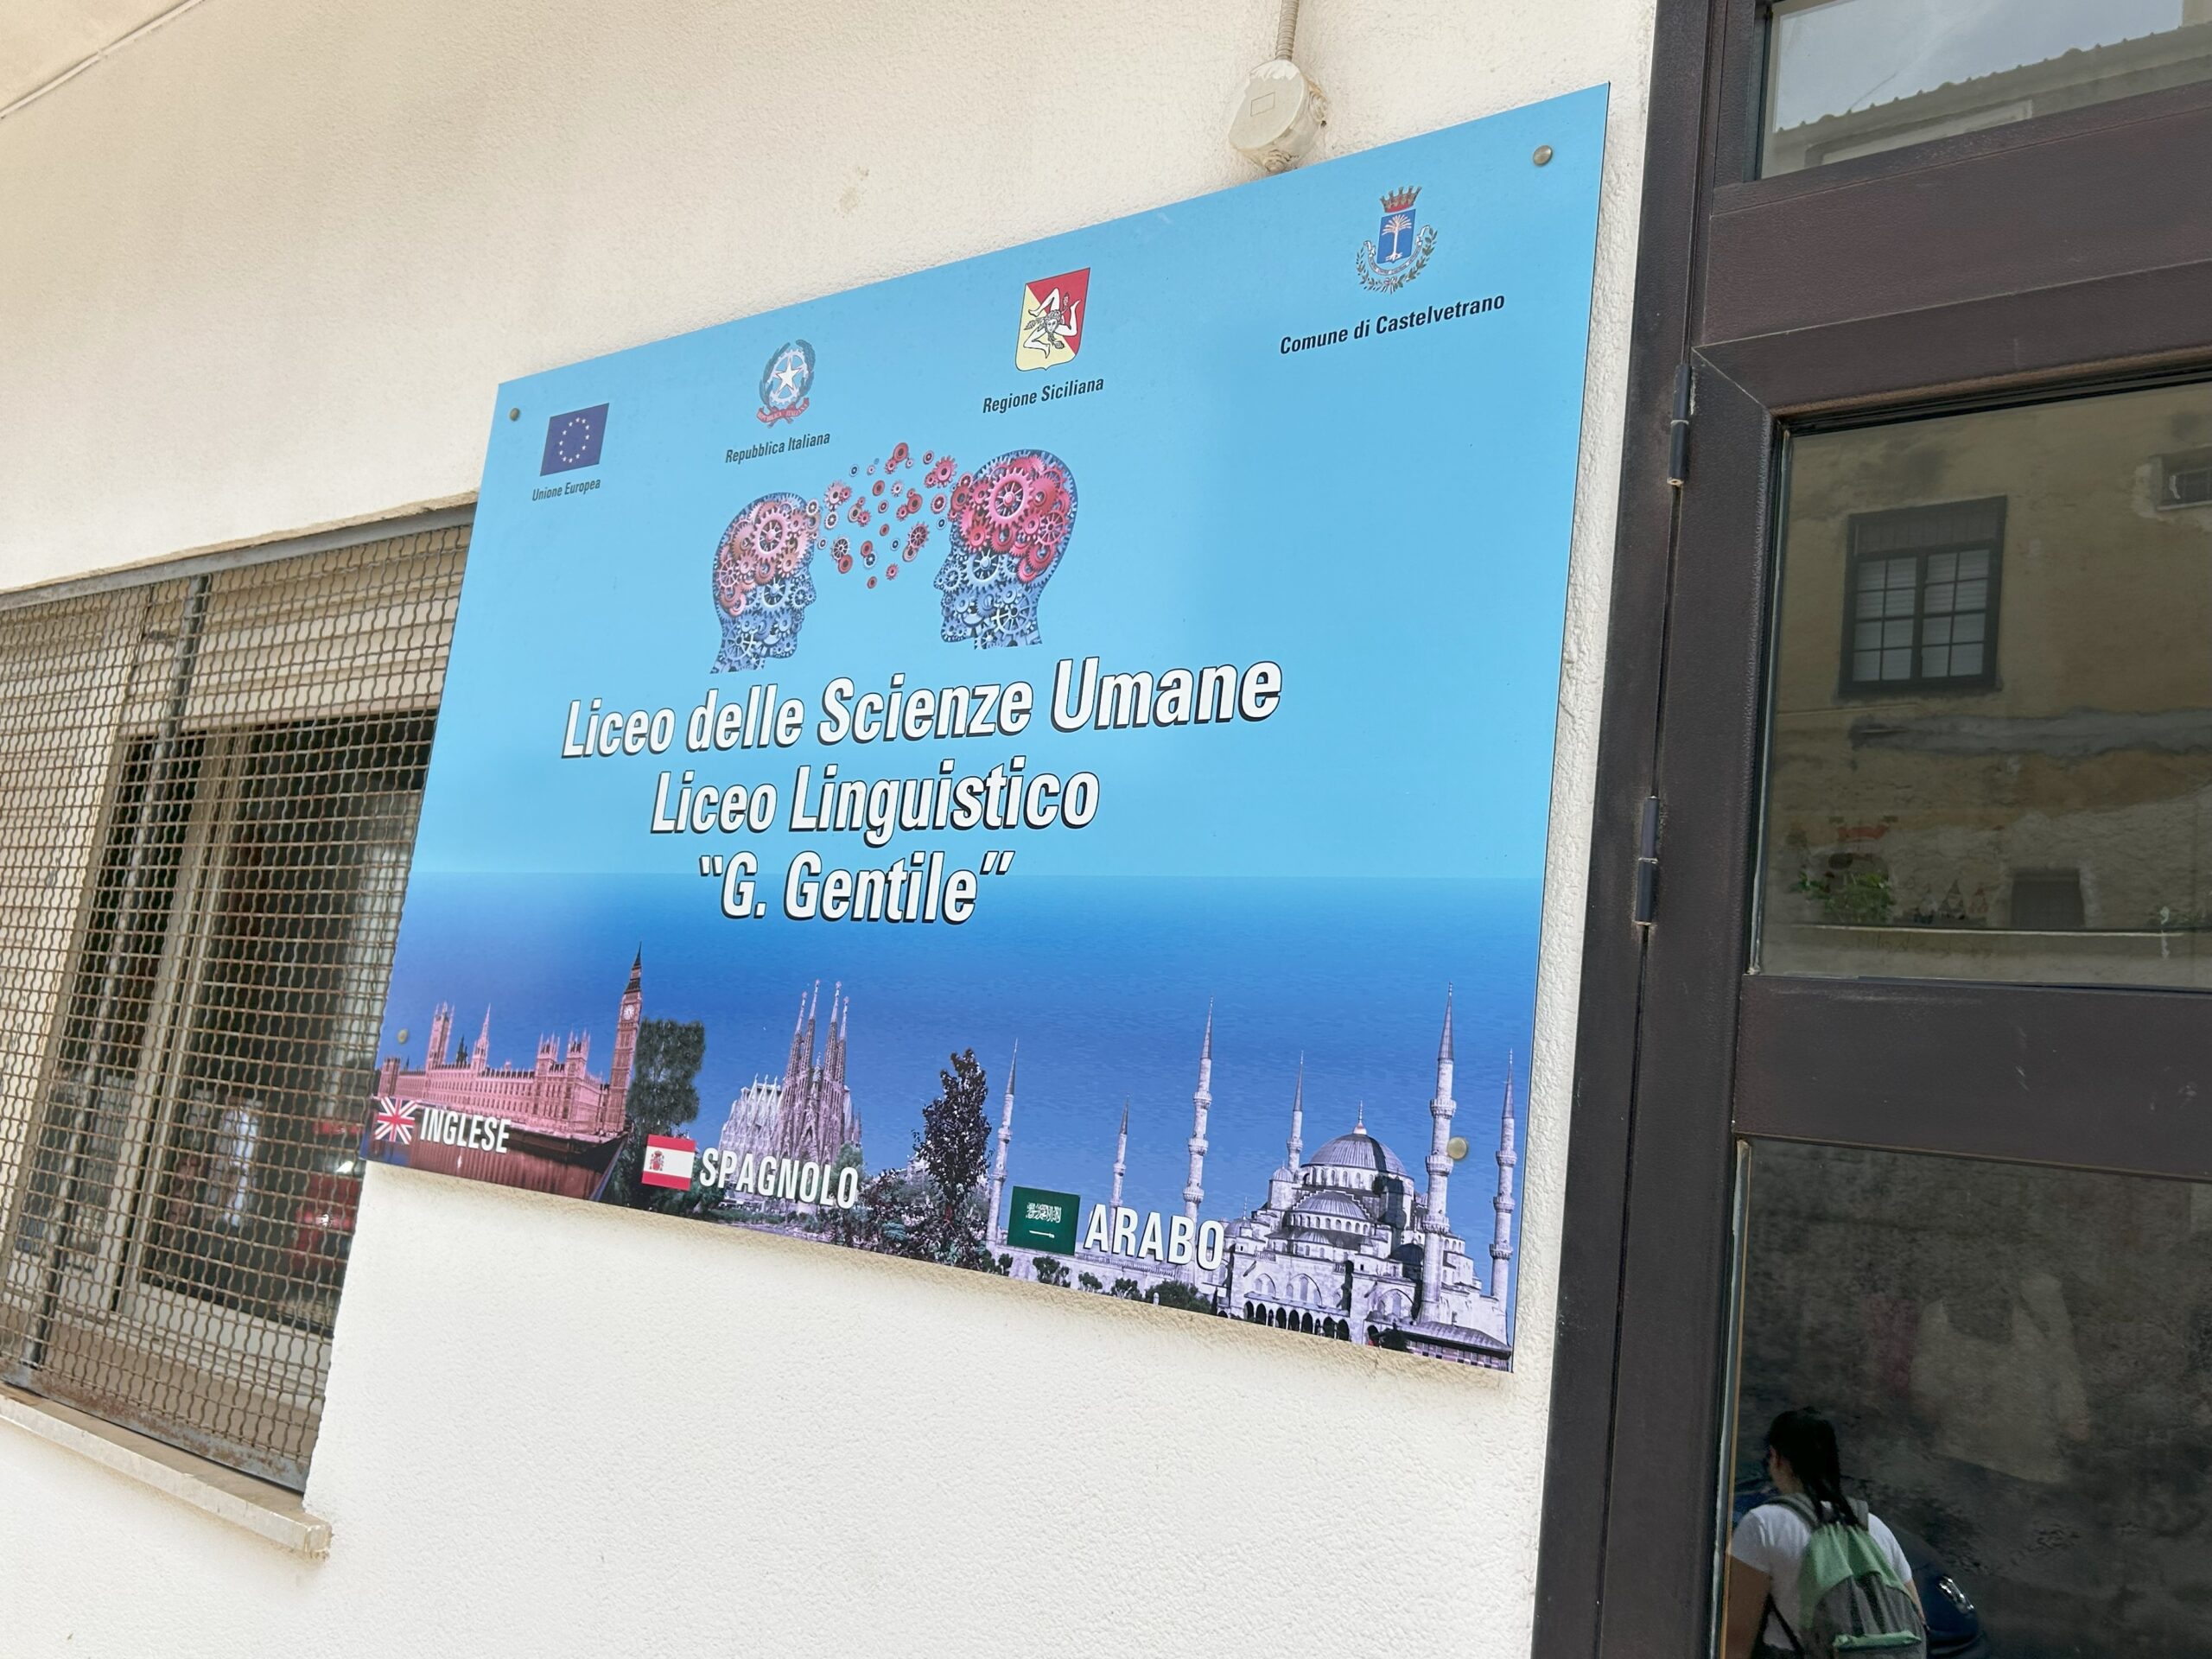 Unione Europea
Repubblica Italiana
Regione Siciliana
Comune di Castelvetrano
Liceo delle Scienze Umane
Liceo Linguistico
"G. Gentile"
INGLESE
SPAGNOLO
ARABO